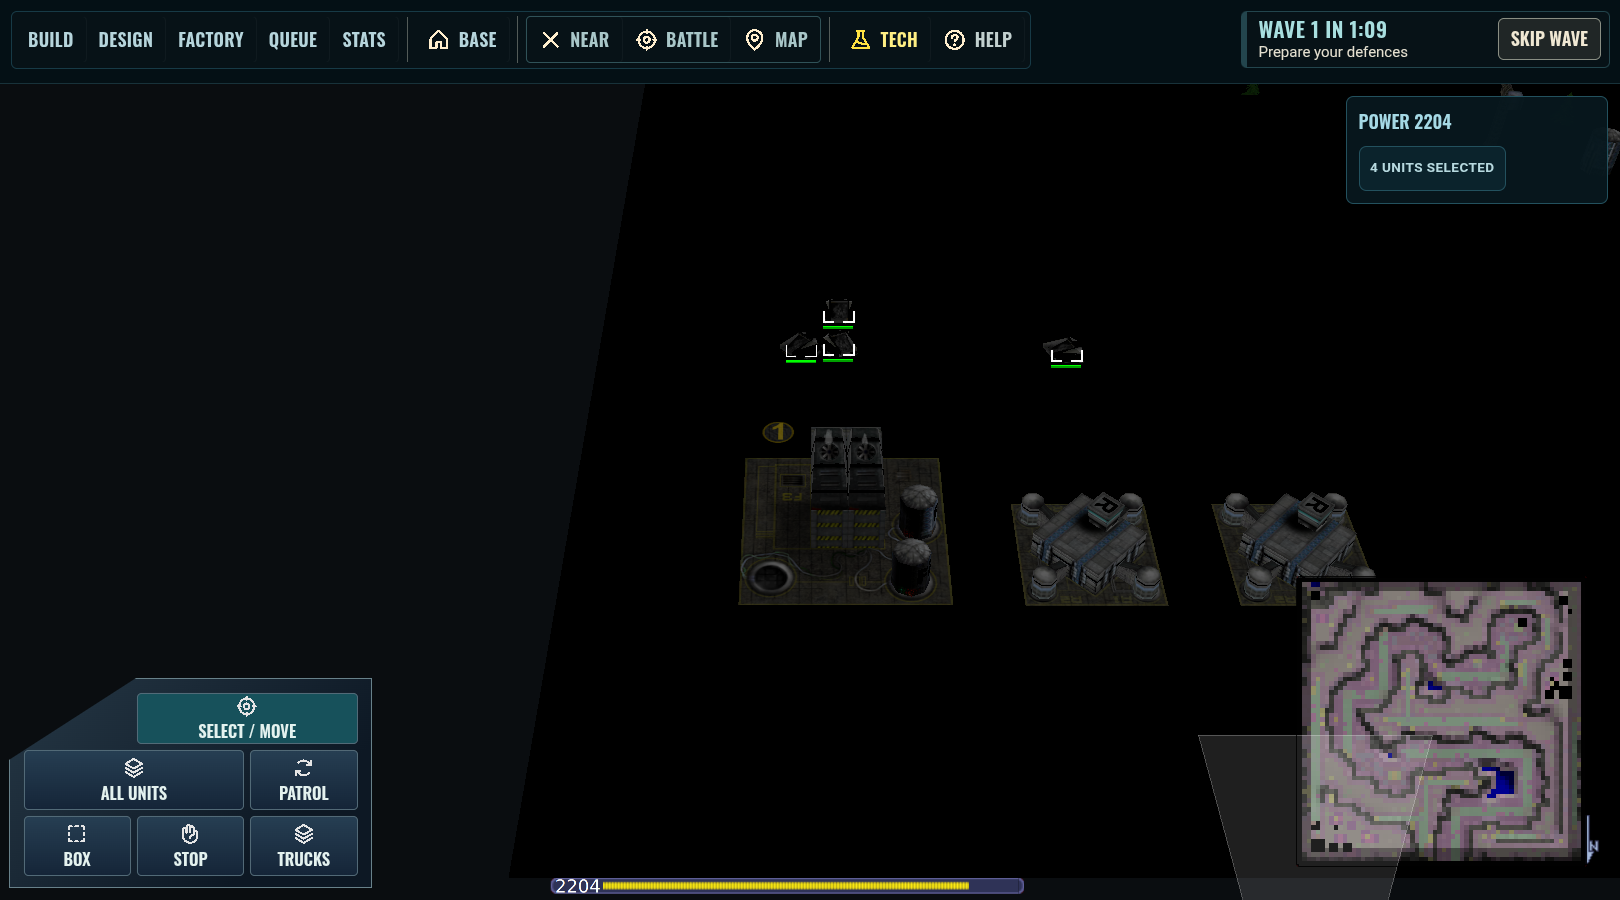 BUILD
DESIGN
FACTORY
QUEUE
STATS
BASE
NEAR
BATTLE
MAP
TECH
HELP
WAVE 1 IN 1:09
Prepare your defences
SKIP WAVE
POWER 2204
4 UNITS SELECTED
1
R
R
SELECT / MOVE
ALL UNITS
PATROL
BOX
STOP
TRUCKS
2204
N